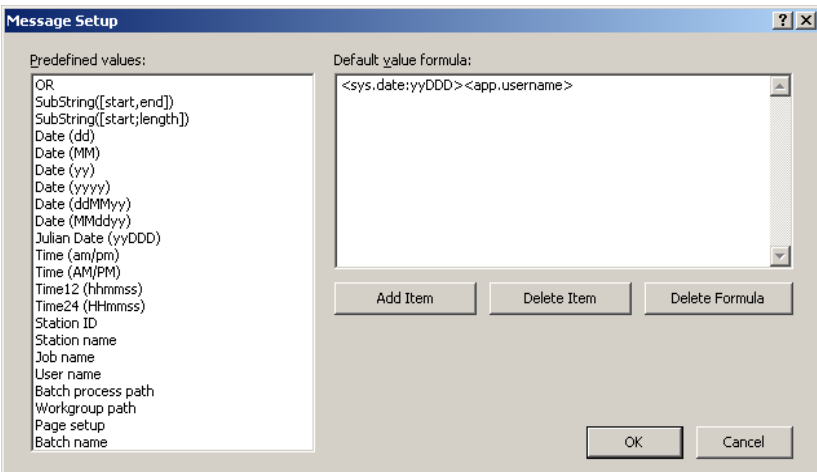 Message Setup
Predefined values:
OR
SubString([start,end])
SubString([start;length])
Date (dd)
Date (MM)
Date (yy)
Date (yyyy)
Date (ddMMyy)
Date (MMddyy)
Julian Date (yyDDD)
Time (am/pm)
Time (AM/PM)
Time12 (hhmmss)
Time24 (HHmmss)
Station ID
Station name
Job name
User name
Batch process path
Workgroup path
Page setup
Batch name
Default value formula:
<sys.date:yyDDD><app.username>
Add Item
Delete Item
Delete Formula
OK
Cancel